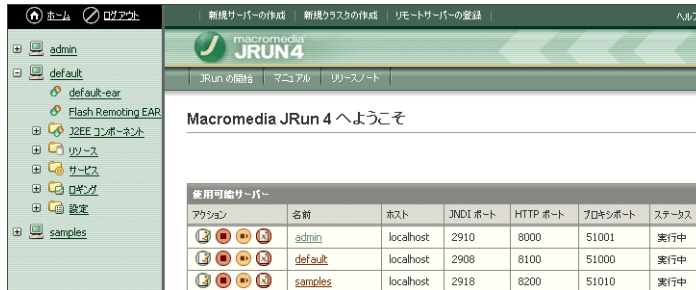 ホーム ログアウト
新規サーバーの作成 | 新規クラスタの作成 | リモートサーバーの登録
macromedia
JRUN4
JRun の開始 | マニュアル | リリースノート
admin
default
default-ear
Flash Remoting EAR
J2EE コンポーネント
リソース
サービス
ロギング
設定
samples
Macromedia JRun 4 へようこそ
使用可能サーバー
アクション 名前 ホスト JNDI ポート HTTP ポート プロキシポート ステータス
admin localhost 2910 8000 51001 実行中
default localhost 2908 8100 51000 実行中
samples localhost 2918 8200 51010 実行中